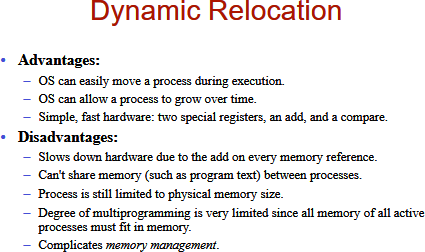 Dynamic Relocation
• Advantages:
– OS can easily move a process during execution.
– OS can allow a process to grow over time.
– Simple, fast hardware: two special registers, an add, and a compare.
• Disadvantages:
– Slows down hardware due to the add on every memory reference.
– Can't share memory (such as program text) between processes.
– Process is still limited to physical memory size.
– Degree of multiprogramming is very limited since all memory of all active
processes must fit in memory.
– Complicates memory management.